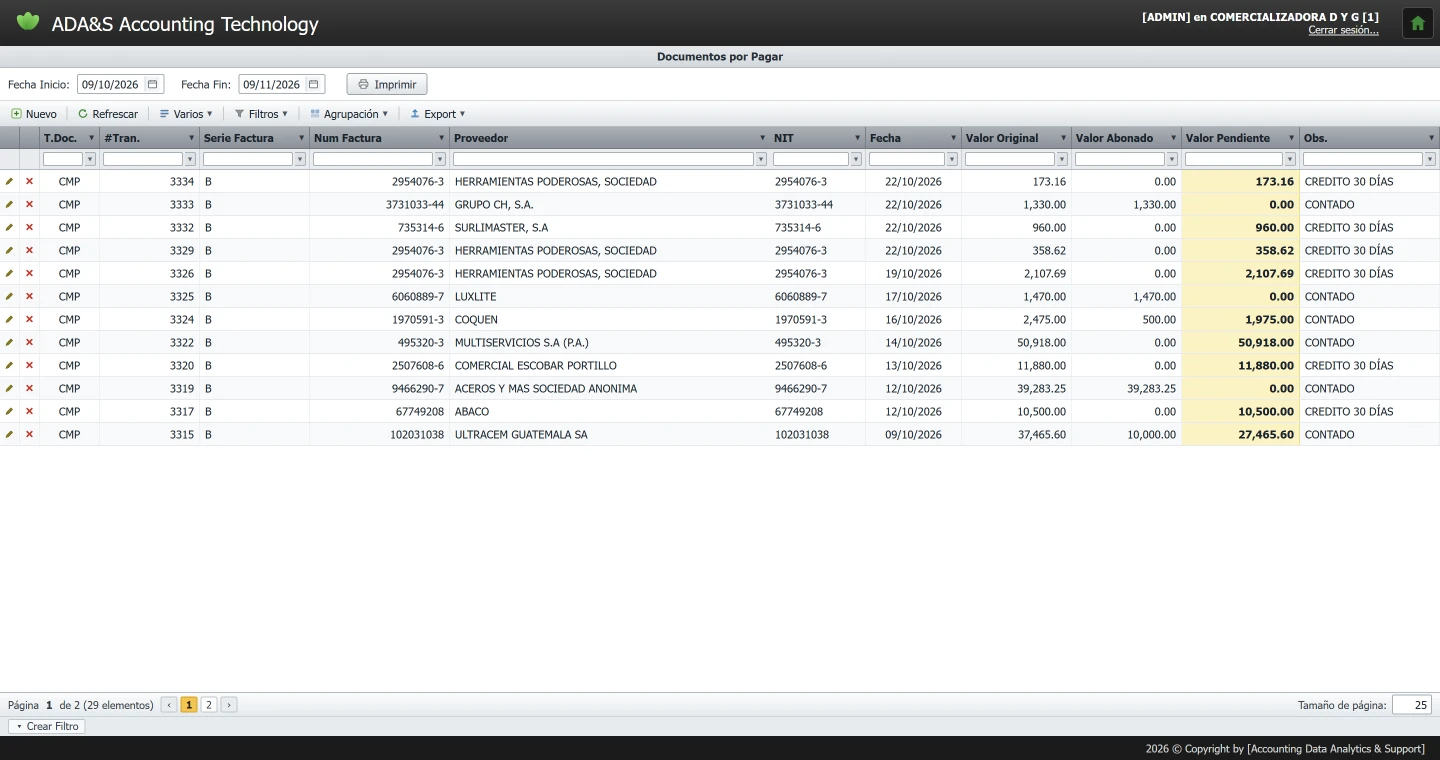 ADA&S Accounting Technology
[ADMIN] en COMERCIALIZADORA D Y G [1]
Cerrar sesión...
Documentos por Pagar
Fecha Inicio: 09/10/2026 Fecha Fin: 09/11/2026 Imprimir
Nuevo Refrescar Varios Filtros Agrupación Export
T.Doc. #Tran. Serie Factura Num Factura Proveedor NIT Fecha Valor Original Valor Abonado Valor Pendiente Obs.
CMP 3334 B 2954076-3 HERRAMIENTAS PODEROSAS, SOCIEDAD 2954076-3 22/10/2026 173.16 0.00 173.16 CREDITO 30 DÍAS
CMP 3333 B 3731033-44 GRUPO CH, S.A. 3731033-44 22/10/2026 1,330.00 1,330.00 0.00 CONTADO
CMP 3332 B 735314-6 SURLIMASTER, S.A 735314-6 22/10/2026 960.00 0.00 960.00 CREDITO 30 DÍAS
CMP 3329 B 2954076-3 HERRAMIENTAS PODEROSAS, SOCIEDAD 2954076-3 22/10/2026 358.62 0.00 358.62 CREDITO 30 DÍAS
CMP 3326 B 2954076-3 HERRAMIENTAS PODEROSAS, SOCIEDAD 2954076-3 19/10/2026 2,107.69 0.00 2,107.69 CREDITO 30 DÍAS
CMP 3325 B 6060889-7 LUXLITE 6060889-7 17/10/2026 1,470.00 1,470.00 0.00 CONTADO
CMP 3324 B 1970591-3 COQUEN 1970591-3 16/10/2026 2,475.00 500.00 1,975.00 CONTADO
CMP 3322 B 495320-3 MULTISERVICIOS S.A (P.A.) 495320-3 14/10/2026 50,918.00 0.00 50,918.00 CONTADO
CMP 3320 B 2507608-6 COMERCIAL ESCOBAR PORTILLO 2507608-6 13/10/2026 11,880.00 0.00 11,880.00 CREDITO 30 DÍAS
CMP 3319 B 9466290-7 ACEROS Y MAS SOCIEDAD ANONIMA 9466290-7 12/10/2026 39,283.25 39,283.25 0.00 CONTADO
CMP 3317 B 67749208 ABACO 67749208 12/10/2026 10,500.00 0.00 10,500.00 CREDITO 30 DÍAS
CMP 3315 B 102031038 ULTRACEM GUATEMALA SA 102031038 09/10/2026 37,465.60 10,000.00 27,465.60 CONTADO
Página 1 de 2 (29 elementos) ‹ 1 2 › Tamaño de página: 25
Crear Filtro
2026 © Copyright by [Accounting Data Analytics & Support]